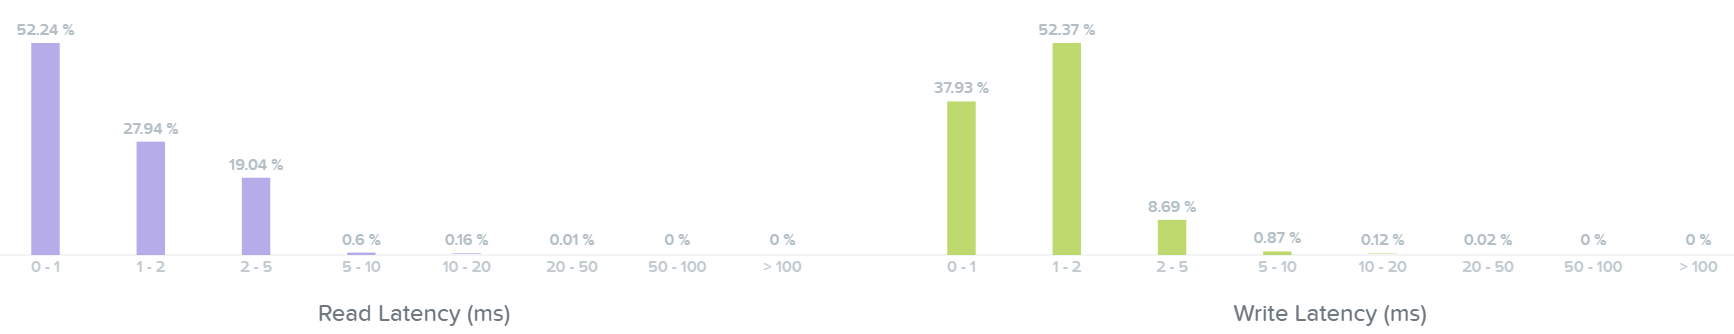 52.24 %
27.94 %
19.04 %
0.6 %
0.16 %
0.01 %
0 %
0 %
0 - 1
1 - 2
2 - 5
5 - 10
10 - 20
20 - 50
50 - 100
> 100
Read Latency (ms)
37.93 %
52.37 %
8.69 %
0.87 %
0.12 %
0.02 %
0 %
0 %
0 - 1
1 - 2
2 - 5
5 - 10
10 - 20
20 - 50
50 - 100
> 100
Write Latency (ms)